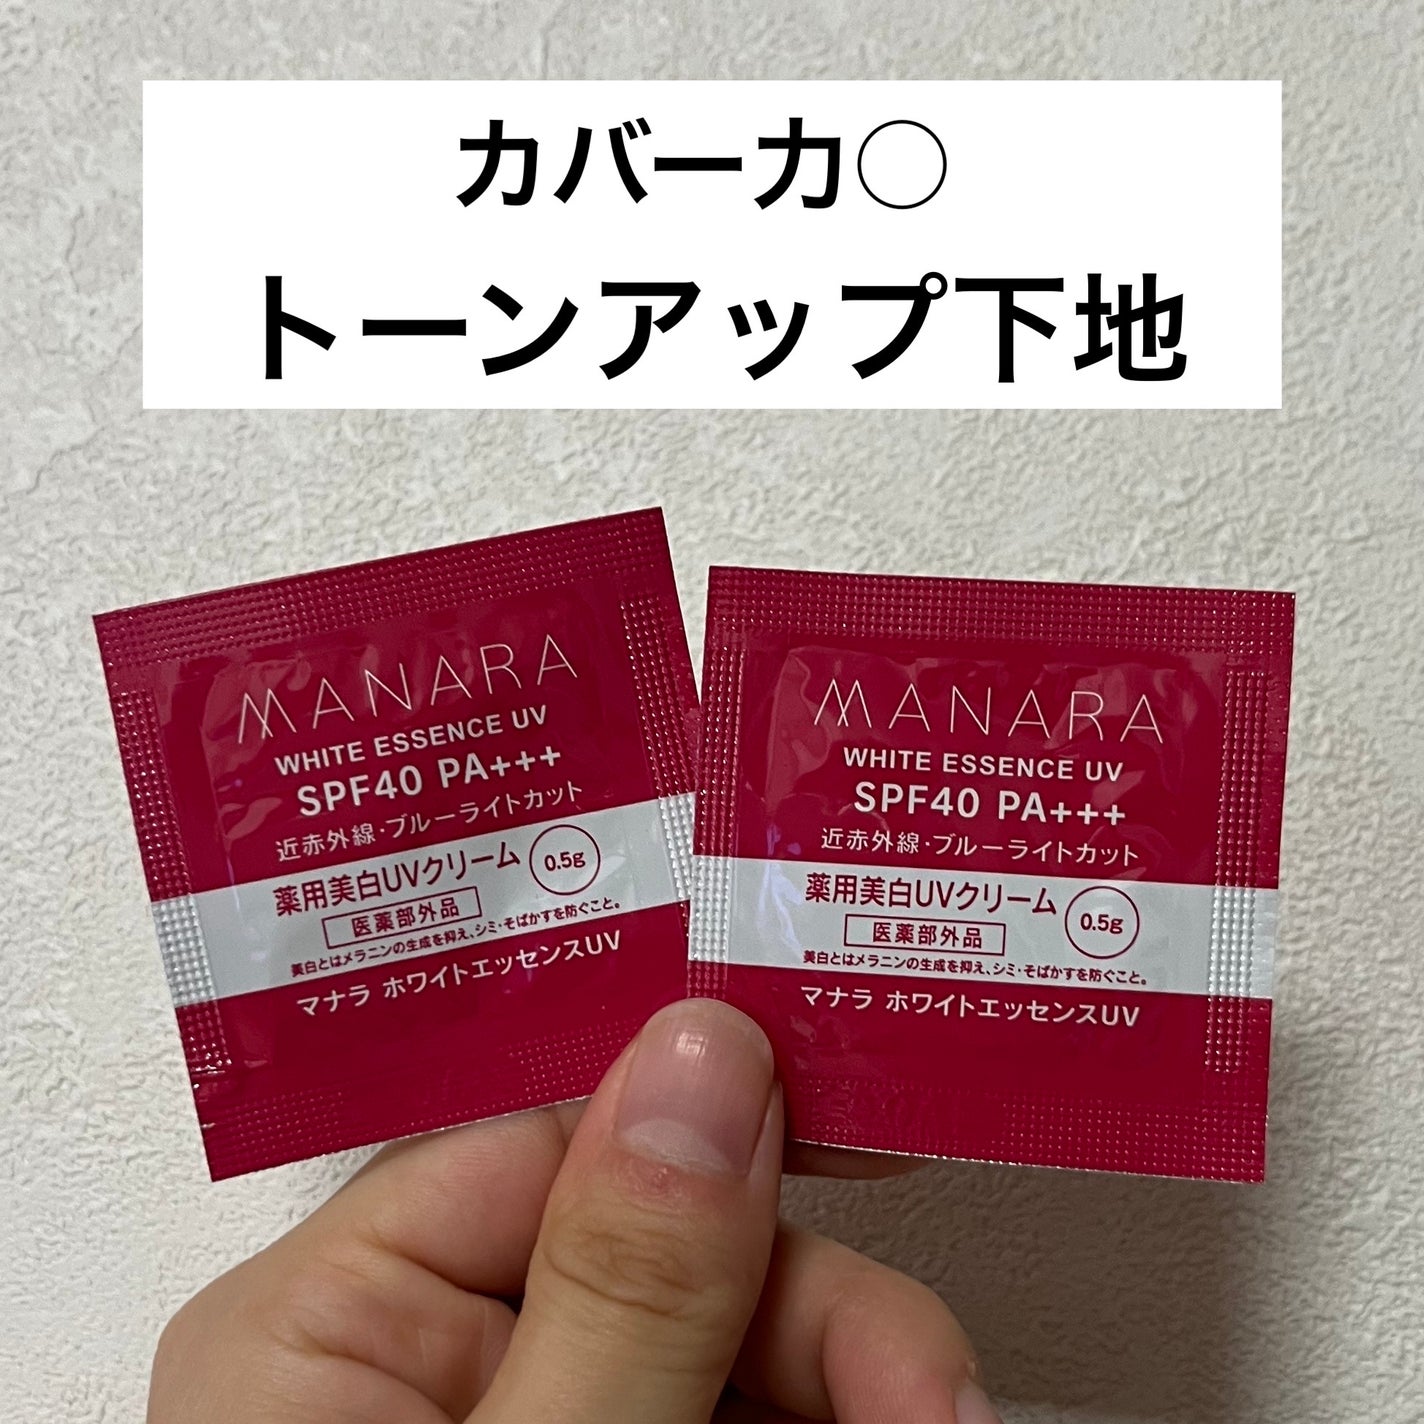 カバー力◯
トーンアップ下地
MANARA
WHITE ESSENCE UV
SPF40 PA+++
近赤外線・ブルーライトカット
薬用美白UVクリーム
0.5g
医薬部外品
美白とはメラニンの生成を抑え、シミ・そばかすを防ぐこと。
マナラ ホワイトエッセンスUV
MANARA
WHITE ESSENCE UV
SPF40 PA+++
近赤外線・ブルーライトカット
薬用美白UVクリーム
0.5g
医薬部外品
美白とはメラニンの生成を抑え、シミ・そばかすを防ぐこと。
マナラ ホワイトエッセンスUV